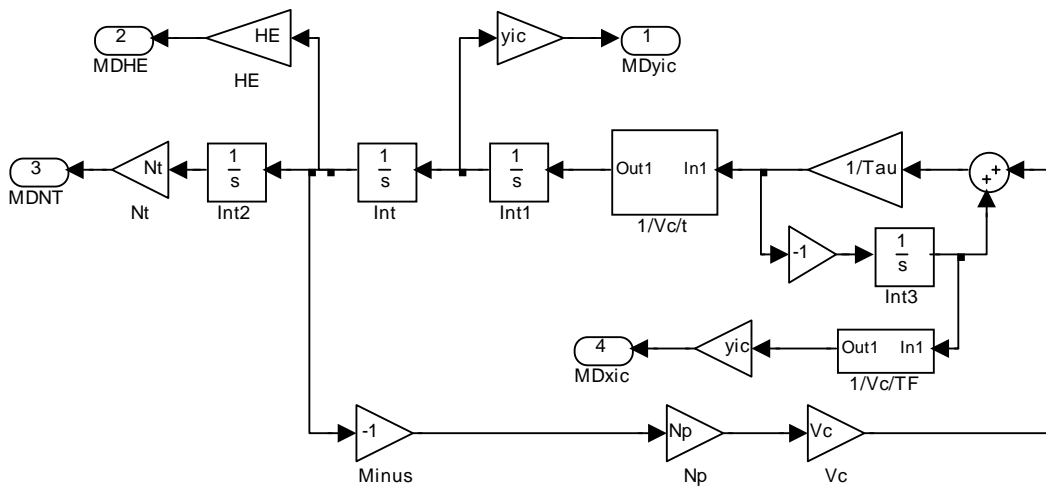 2
MDHE
HE
HE
yic
1
MDyic
3
MDNT
Nt
Nt
1
s
Int2
1
s
Int
1
s
Int1
Out1
In1
1/Vc/t
1/Tau
+
+
-1
1
s
Int3
4
MDxic
yic
Out1
In1
1/Vc/TF
-1
Minus
Np
Np
Vc
Vc